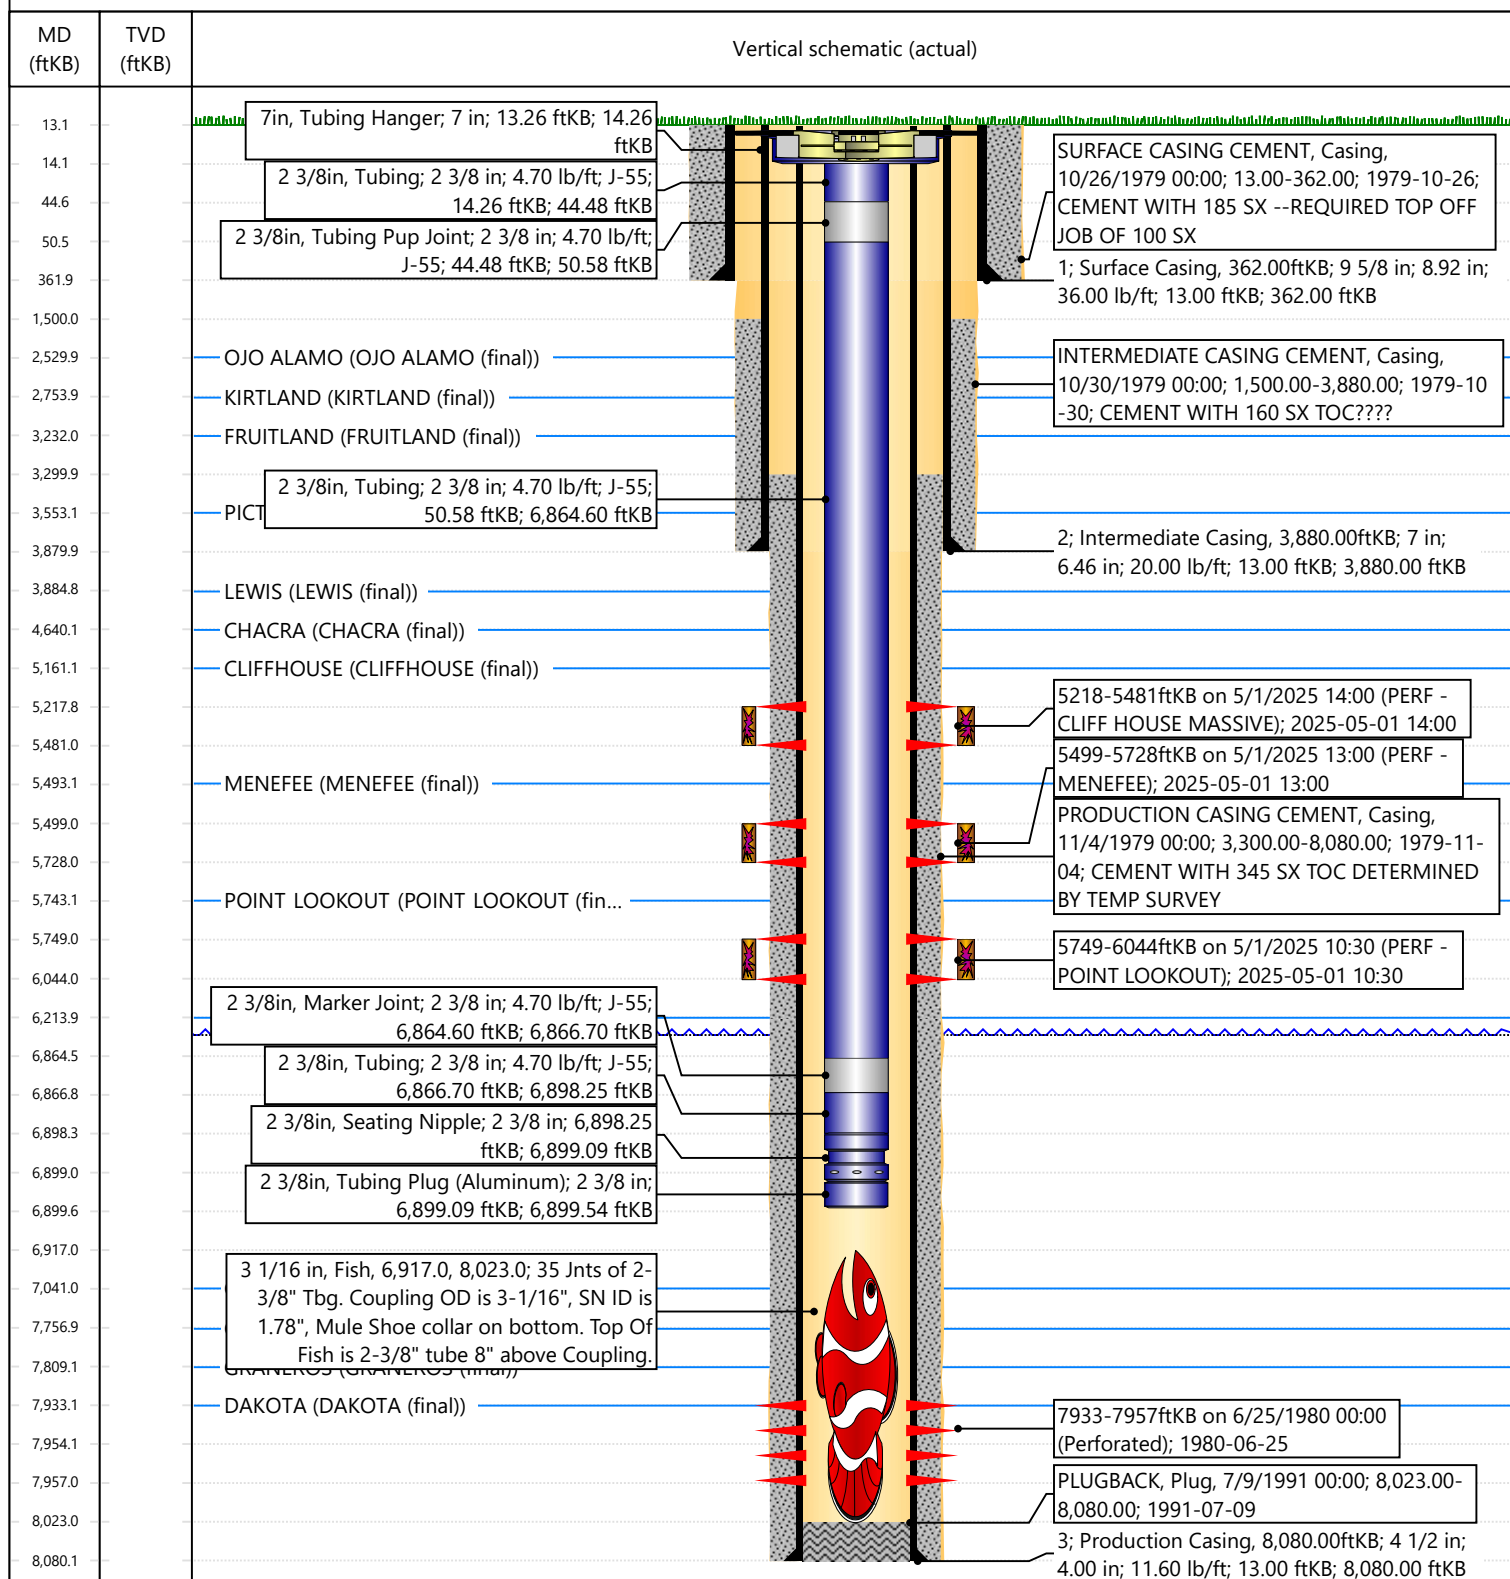 MD
(ftKB)
TVD
(ftKB)
Vertical schematic (actual)
13.1
14.1
44.6
50.5
361.9
1,500.0
2,529.9
2,753.9
3,232.0
3,299.9
3,553.1
3,879.9
3,884.8
4,640.1
5,161.1
5,217.8
5,481.0
5,493.1
5,499.0
5,728.0
5,743.1
5,749.0
6,044.0
6,213.9
6,864.5
6,866.8
6,898.3
6,899.0
6,899.6
6,917.0
7,041.0
7,756.9
7,809.1
7,933.1
7,954.1
7,957.0
8,023.0
8,080.1
7in, Tubing Hanger; 7 in; 13.26 ftKB; 14.26
ftKB
2 3/8in, Tubing; 2 3/8 in; 4.70 lb/ft; J-55;
14.26 ftKB; 44.48 ftKB
2 3/8in, Tubing Pup Joint; 2 3/8 in; 4.70 lb/ft;
J-55; 44.48 ftKB; 50.58 ftKB
OJO ALAMO (OJO ALAMO (final))
KIRTLAND (KIRTLAND (final))
FRUITLAND (FRUITLAND (final))
2 3/8in, Tubing; 2 3/8 in; 4.70 lb/ft; J-55;
50.58 ftKB; 6,864.60 ftKB
PICT
LEWIS (LEWIS (final))
CHACRA (CHACRA (final))
CLIFFHOUSE (CLIFFHOUSE (final))
MENEFEE (MENEFEE (final))
POINT LOOKOUT (POINT LOOKOUT (fin...
2 3/8in, Marker Joint; 2 3/8 in; 4.70 lb/ft; J-55;
6,864.60 ftKB; 6,866.70 ftKB
2 3/8in, Tubing; 2 3/8 in; 4.70 lb/ft; J-55;
6,866.70 ftKB; 6,898.25 ftKB
2 3/8in, Seating Nipple; 2 3/8 in; 6,898.25
ftKB; 6,899.09 ftKB
2 3/8in, Tubing Plug (Aluminum); 2 3/8 in;
6,899.09 ftKB; 6,899.54 ftKB
3 1/16 in, Fish, 6,917.0, 8,023.0; 35 Jnts of 2-
3/8" Tbg. Coupling OD is 3-1/16", SN ID is
1.78", Mule Shoe collar on bottom. Top Of
Fish is 2-3/8" tube 8" above Coupling.
GRANEROS (GRANEROS (final))
DAKOTA (DAKOTA (final))
SURFACE CASING CEMENT, Casing,
10/26/1979 00:00; 13.00-362.00; 1979-10-26;
CEMENT WITH 185 SX --REQUIRED TOP OFF
JOB OF 100 SX
1; Surface Casing, 362.00ftKB; 9 5/8 in; 8.92 in;
36.00 lb/ft; 13.00 ftKB; 362.00 ftKB
INTERMEDIATE CASING CEMENT, Casing,
10/30/1979 00:00; 1,500.00-3,880.00; 1979-10
-30; CEMENT WITH 160 SX TOC????
2; Intermediate Casing, 3,880.00ftKB; 7 in;
6.46 in; 20.00 lb/ft; 13.00 ftKB; 3,880.00 ftKB
5218-5481ftKB on 5/1/2025 14:00 (PERF -
CLIFF HOUSE MASSIVE); 2025-05-01 14:00
5499-5728ftKB on 5/1/2025 13:00 (PERF -
MENEFEE); 2025-05-01 13:00
PRODUCTION CASING CEMENT, Casing,
11/4/1979 00:00; 3,300.00-8,080.00; 1979-11-
04; CEMENT WITH 345 SX TOC DETERMINED
BY TEMP SURVEY
5749-6044ftKB on 5/1/2025 10:30 (PERF -
POINT LOOKOUT); 2025-05-01 10:30
7933-7957ftKB on 6/25/1980 00:00
(Perforated); 1980-06-25
PLUGBACK, Plug, 7/9/1991 00:00; 8,023.00-
8,080.00; 1991-07-09
3; Production Casing, 8,080.00ftKB; 4 1/2 in;
4.00 in; 11.60 lb/ft; 13.00 ftKB; 8,080.00 ftKB